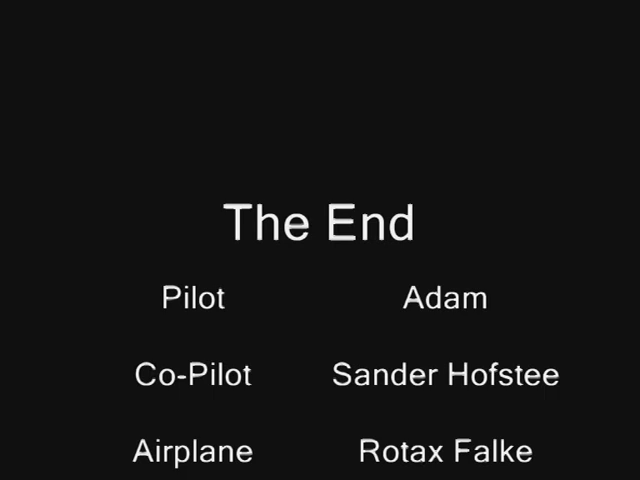 The End
Pilot Adam
Co-Pilot Sander Hofstee
Airplane Rotax Falke